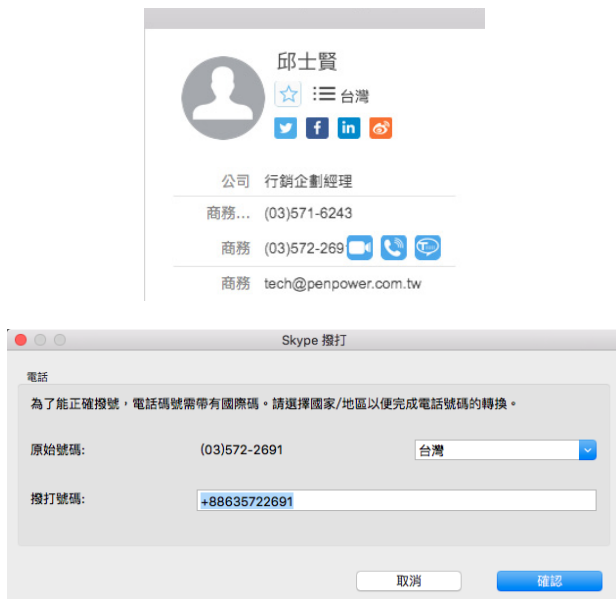 邱士賢
台灣
公司 行銷企劃經理
商務... (03)571-6243
商務 (03)572-269
商務 tech@penpower.com.tw
Skype 撥打
電話
為了能正確撥號，電話碼號需帶有國際碼。請選擇國家/地區以便完成電話號碼的轉換。
原始號碼: (03)572-2691 台灣
撥打號碼: +88635722691
取消 確認